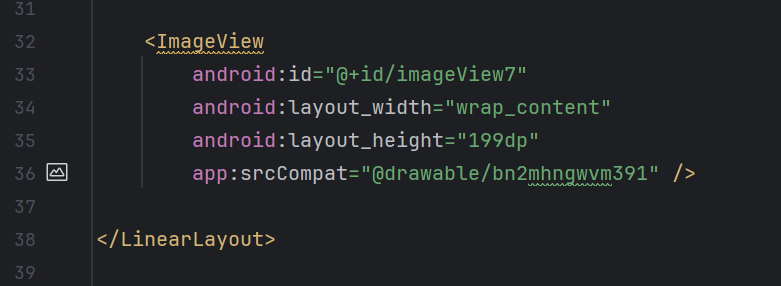 31
32 <ImageView
33 android:id="@+id/imageView7"
34 android:layout_width="wrap_content"
35 android:layout_height="199dp"
36 app:srcCompat="@drawable/bn2mhngwvm391" />
37
38 </LinearLayout>
39